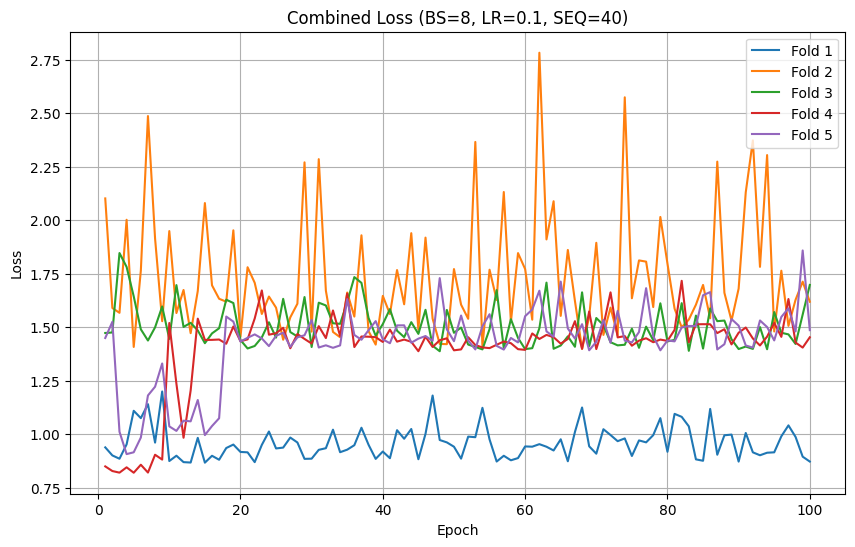 Combined Loss (BS=8, LR=0.1, SEQ=40)
Fold 1
Fold 2
Fold 3
Fold 4
Fold 5
Loss
2.75
2.50
2.25
2.00
1.75
1.50
1.25
1.00
0.75
0
20
40
60
80
100
Epoch